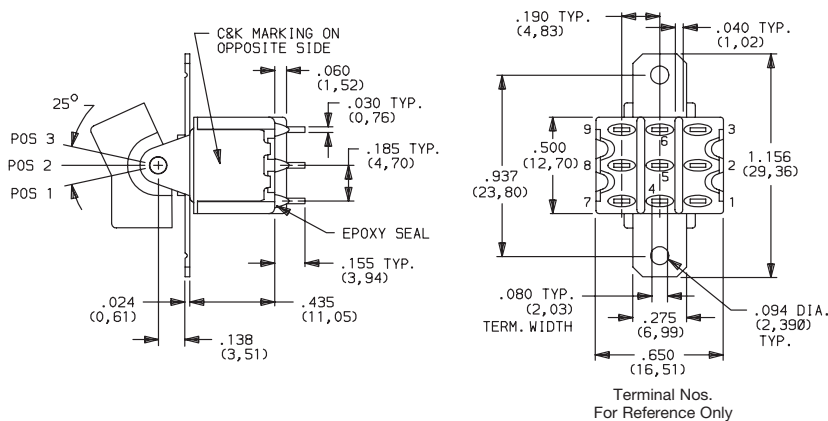 C&K MARKING ON
OPPOSITE SIDE
.060
(1,52)
.030 TYP.
(0,76)
25°
POS 3
POS 2
POS 1
.185 TYP.
(4,70)
EPOXY SEAL
.155 TYP.
(3,94)
.024
(0,61)
.435
(11,05)
.138
(3,51)
.190 TYP.
(4,83)
.040 TYP.
(1,02)
9
6
3
.500
(12,70)
8
5
2
1.156
(29,36)
.937
(23,80)
7
4
1
.080 TYP.
(2,03)
TERM. WIDTH
.275
(6,99)
.094 DIA.
(2,390)
TYP.
.650
(16,51)
Terminal Nos.
For Reference Only